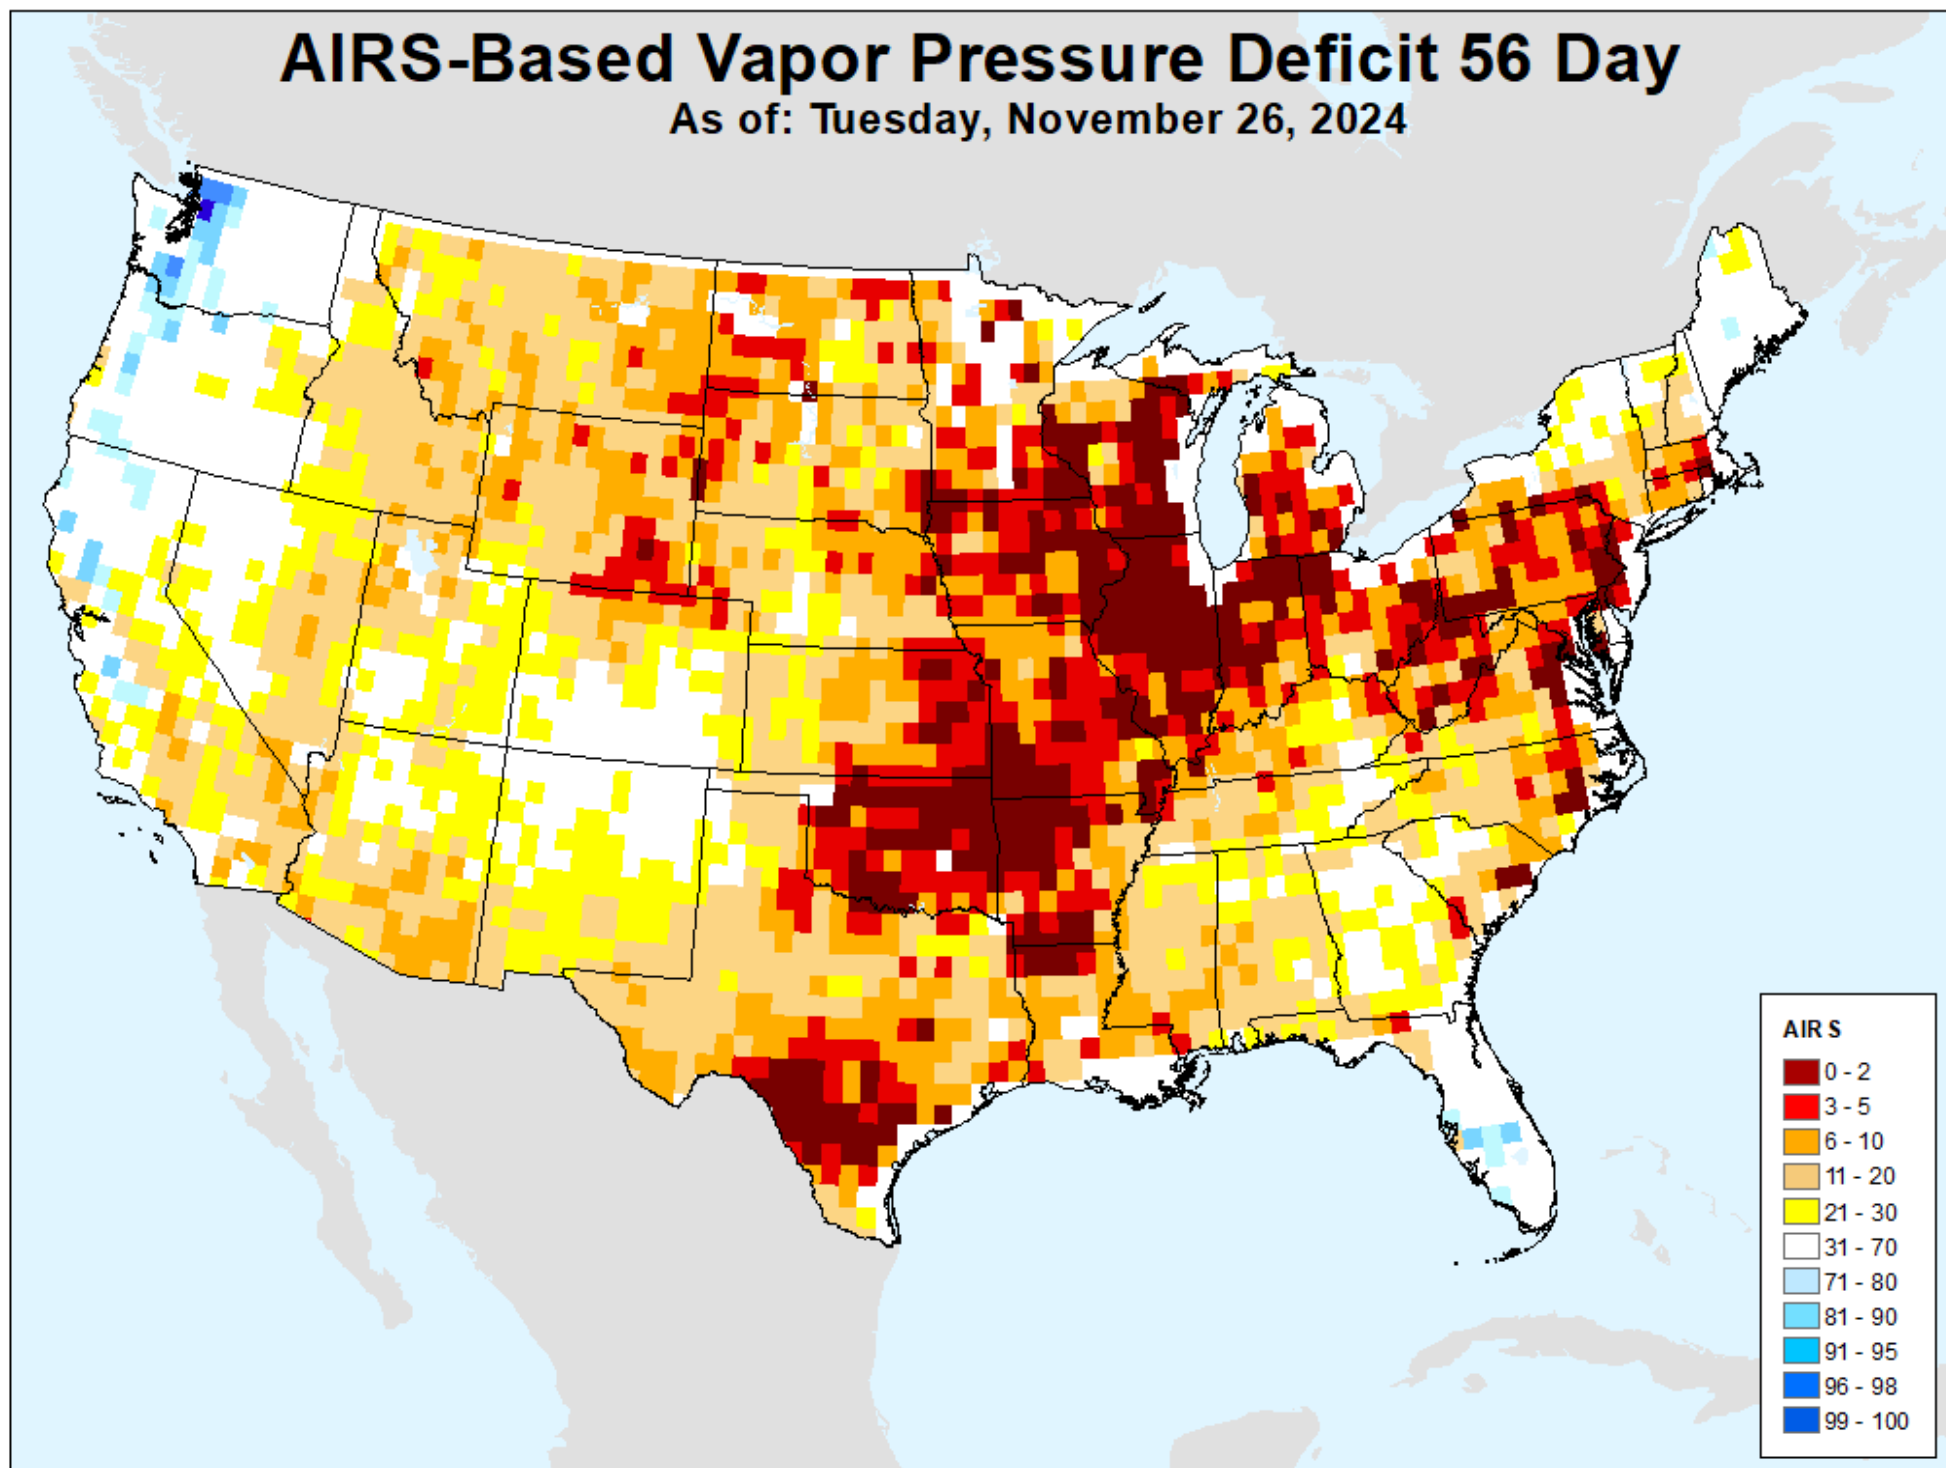 AIRS-Based Vapor Pressure Deficit 56 Day
As of: Tuesday, November 26, 2024
AIRS
0 - 2
3 - 5
6 - 10
11 - 20
21 - 30
31 - 70
71 - 80
81 - 90
91 - 95
96 - 98
99 - 100